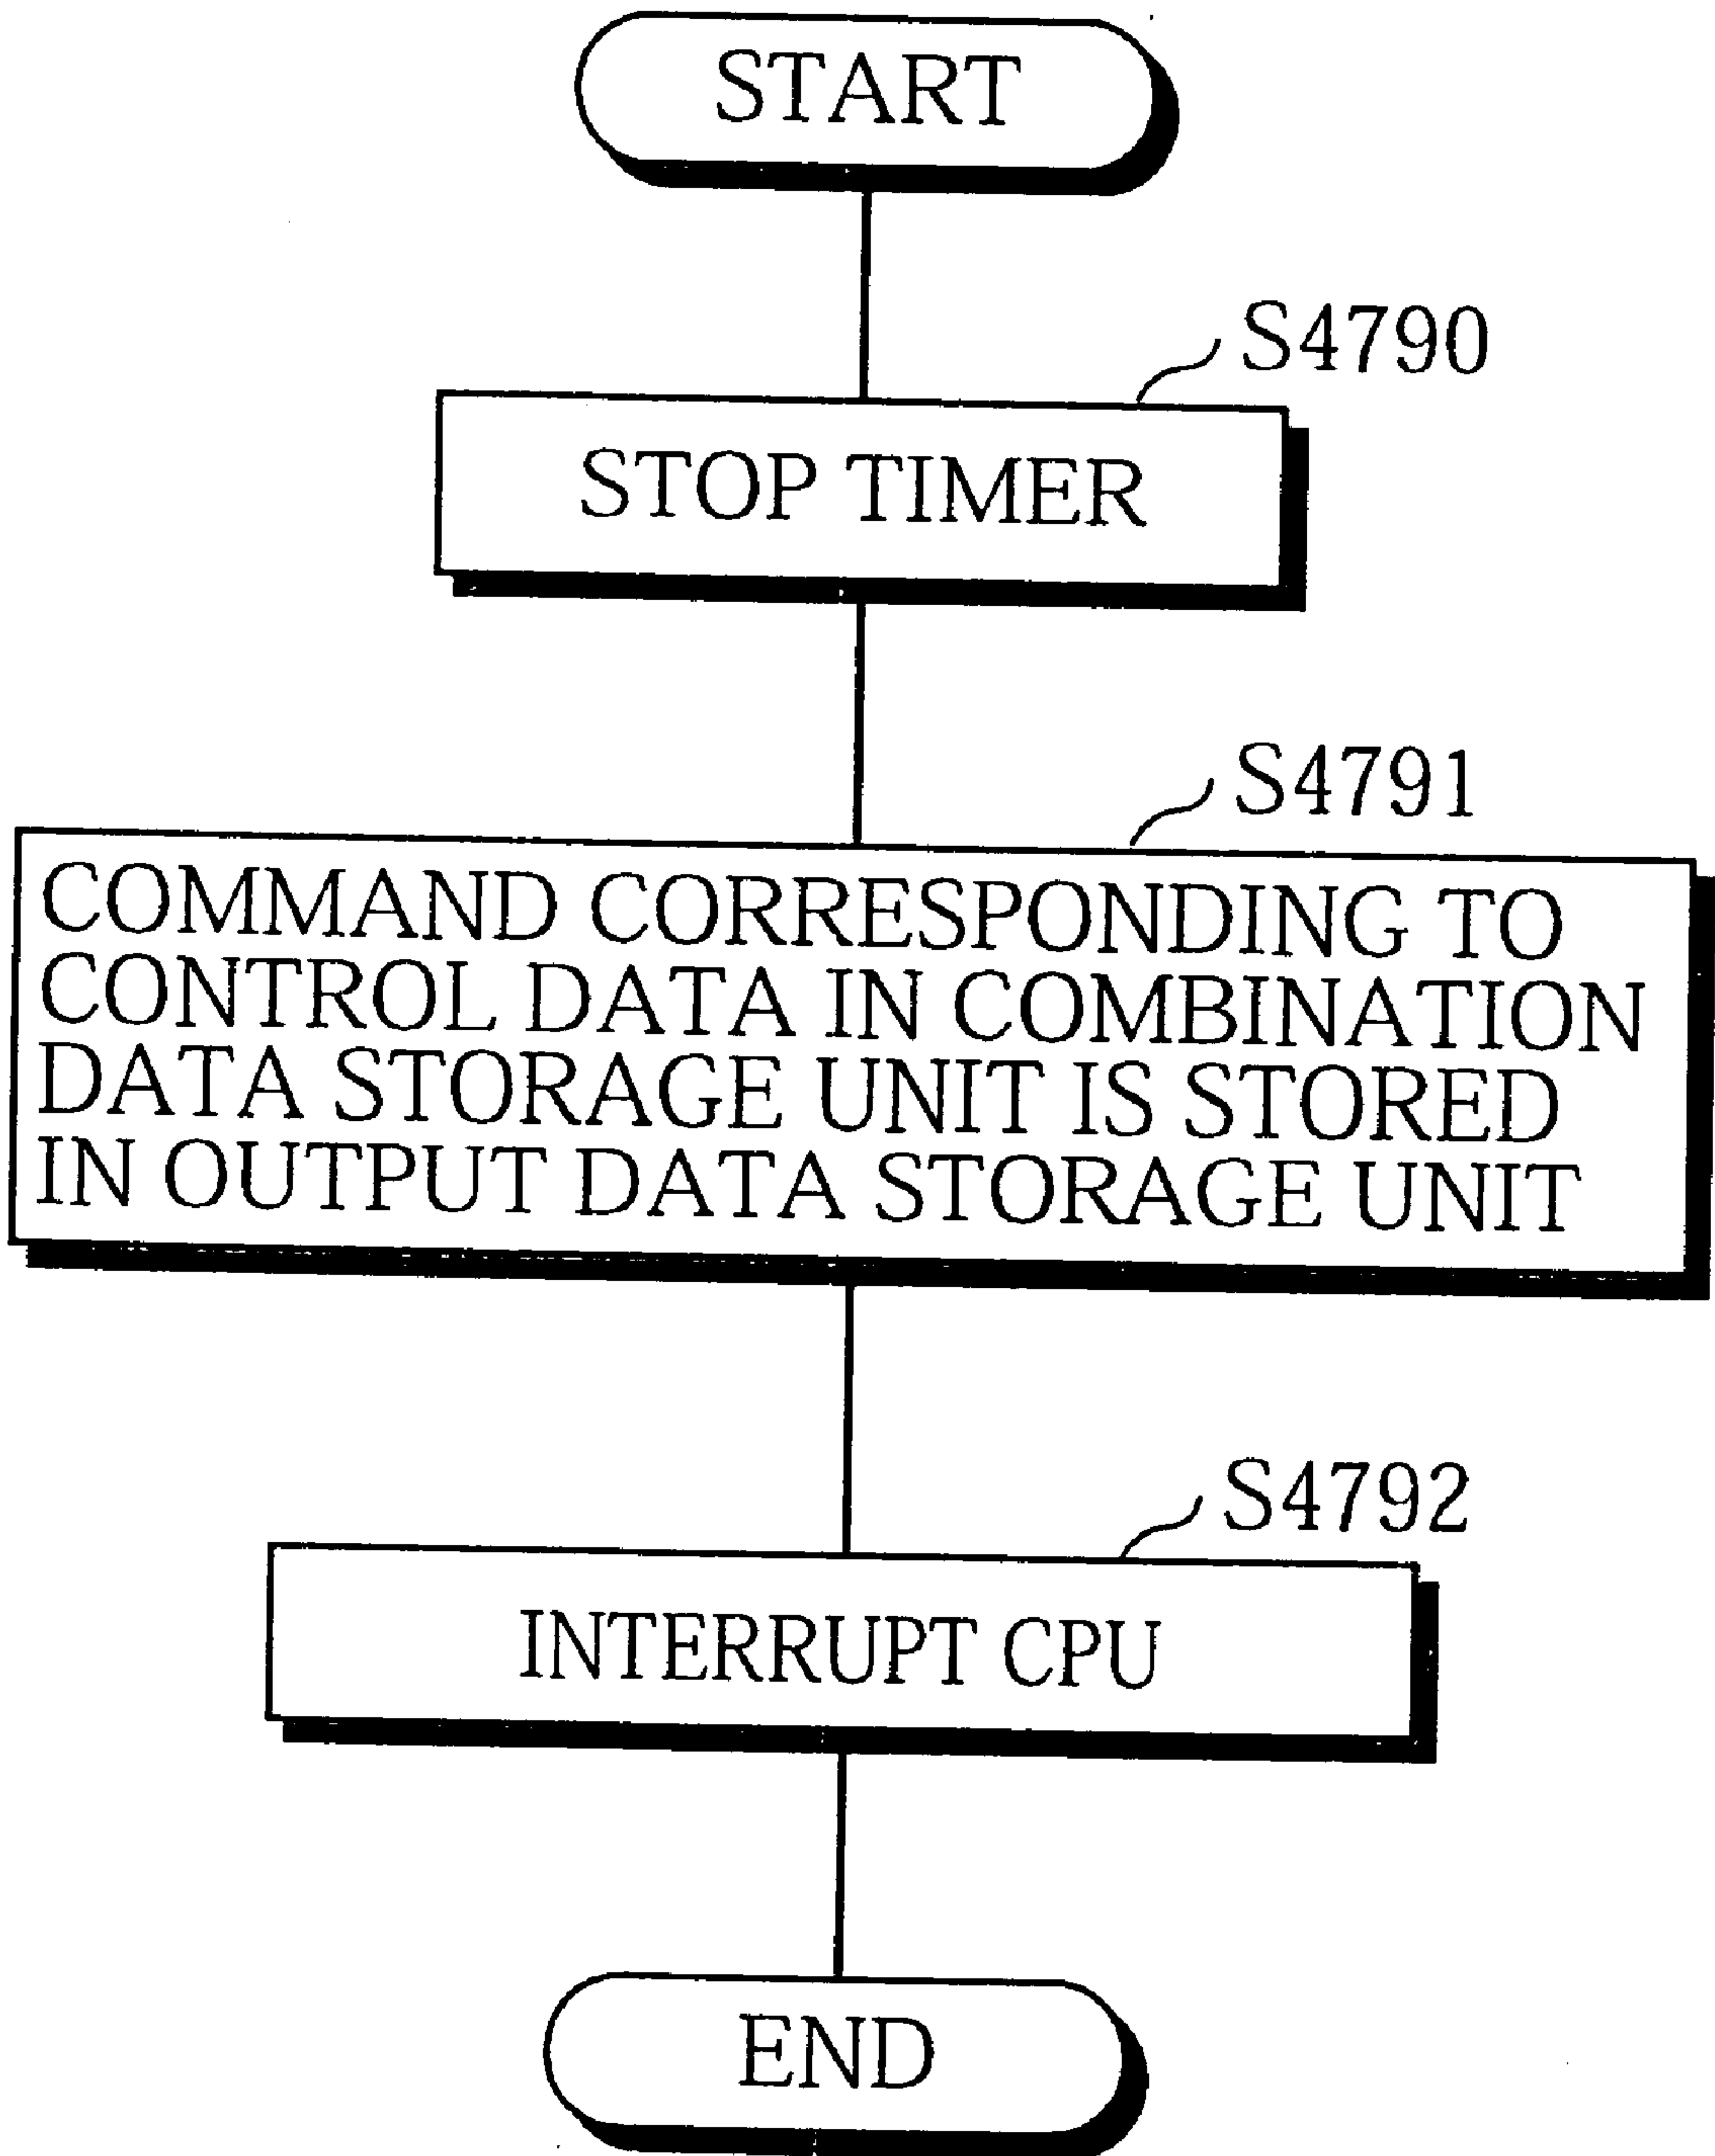 START
S4790
STOP TIMER
S4791
COMMAND CORRESPONDING TO
CONTROL DATA IN COMBINATION
DATA STORAGE UNIT IS STORED
IN OUTPUT DATA STORAGE UNIT
S4792
INTERRUPT CPU
END